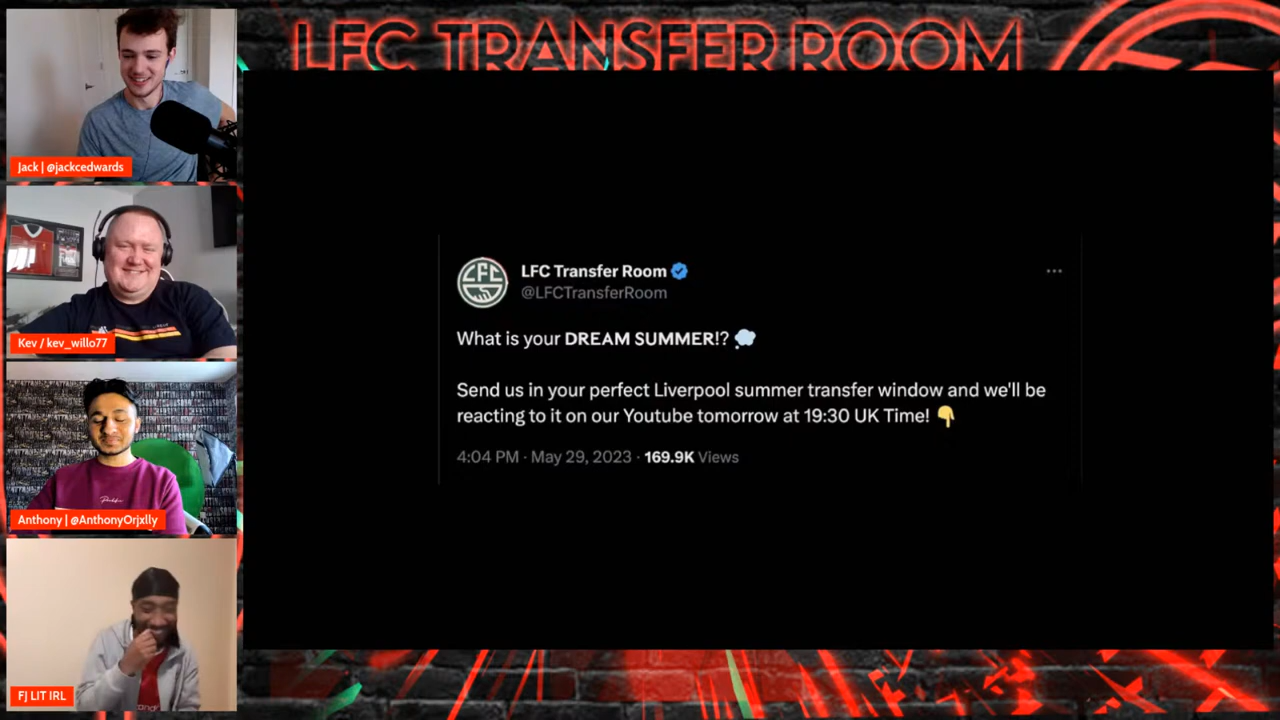 LFC TRANSFER ROOM
Jack | @jackcedwards
Kev / kev_willo77
Anthony | @AnthonyOrjxlly
FJ LIT IRL
LFC
LFC Transfer Room
@LFCTransferRoom
What is your DREAM SUMMER!? 💭
Send us in your perfect Liverpool summer transfer window and we'll be
reacting to it on our Youtube tomorrow at 19:30 UK Time! 👇
4:04 PM · May 29, 2023 · 169.9K Views